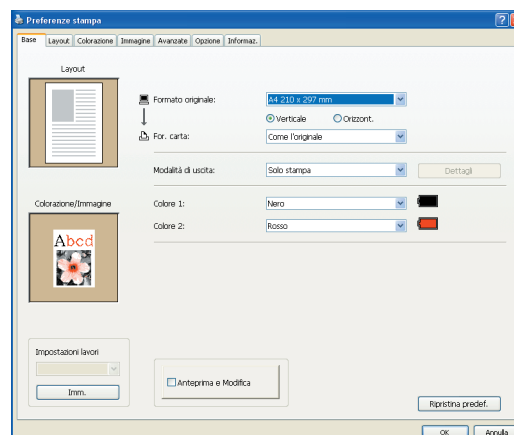 Preferenze stampa
Base Layout Colorazione Immagine Avanzate Opzione Informaz.
Layout
Formato originale: A4 210 x 297 mm
Verticale Orizzont.
For. carta: Come l'originale
Modalità di uscita: Solo stampa Dettagli
Colorazione/Immagine
Colore 1: Nero
Colore 2: Rosso
Abcd
Impostazioni lavori
Imm.
Anteprima e Modifica
Ripristina predef.
OK Annulla